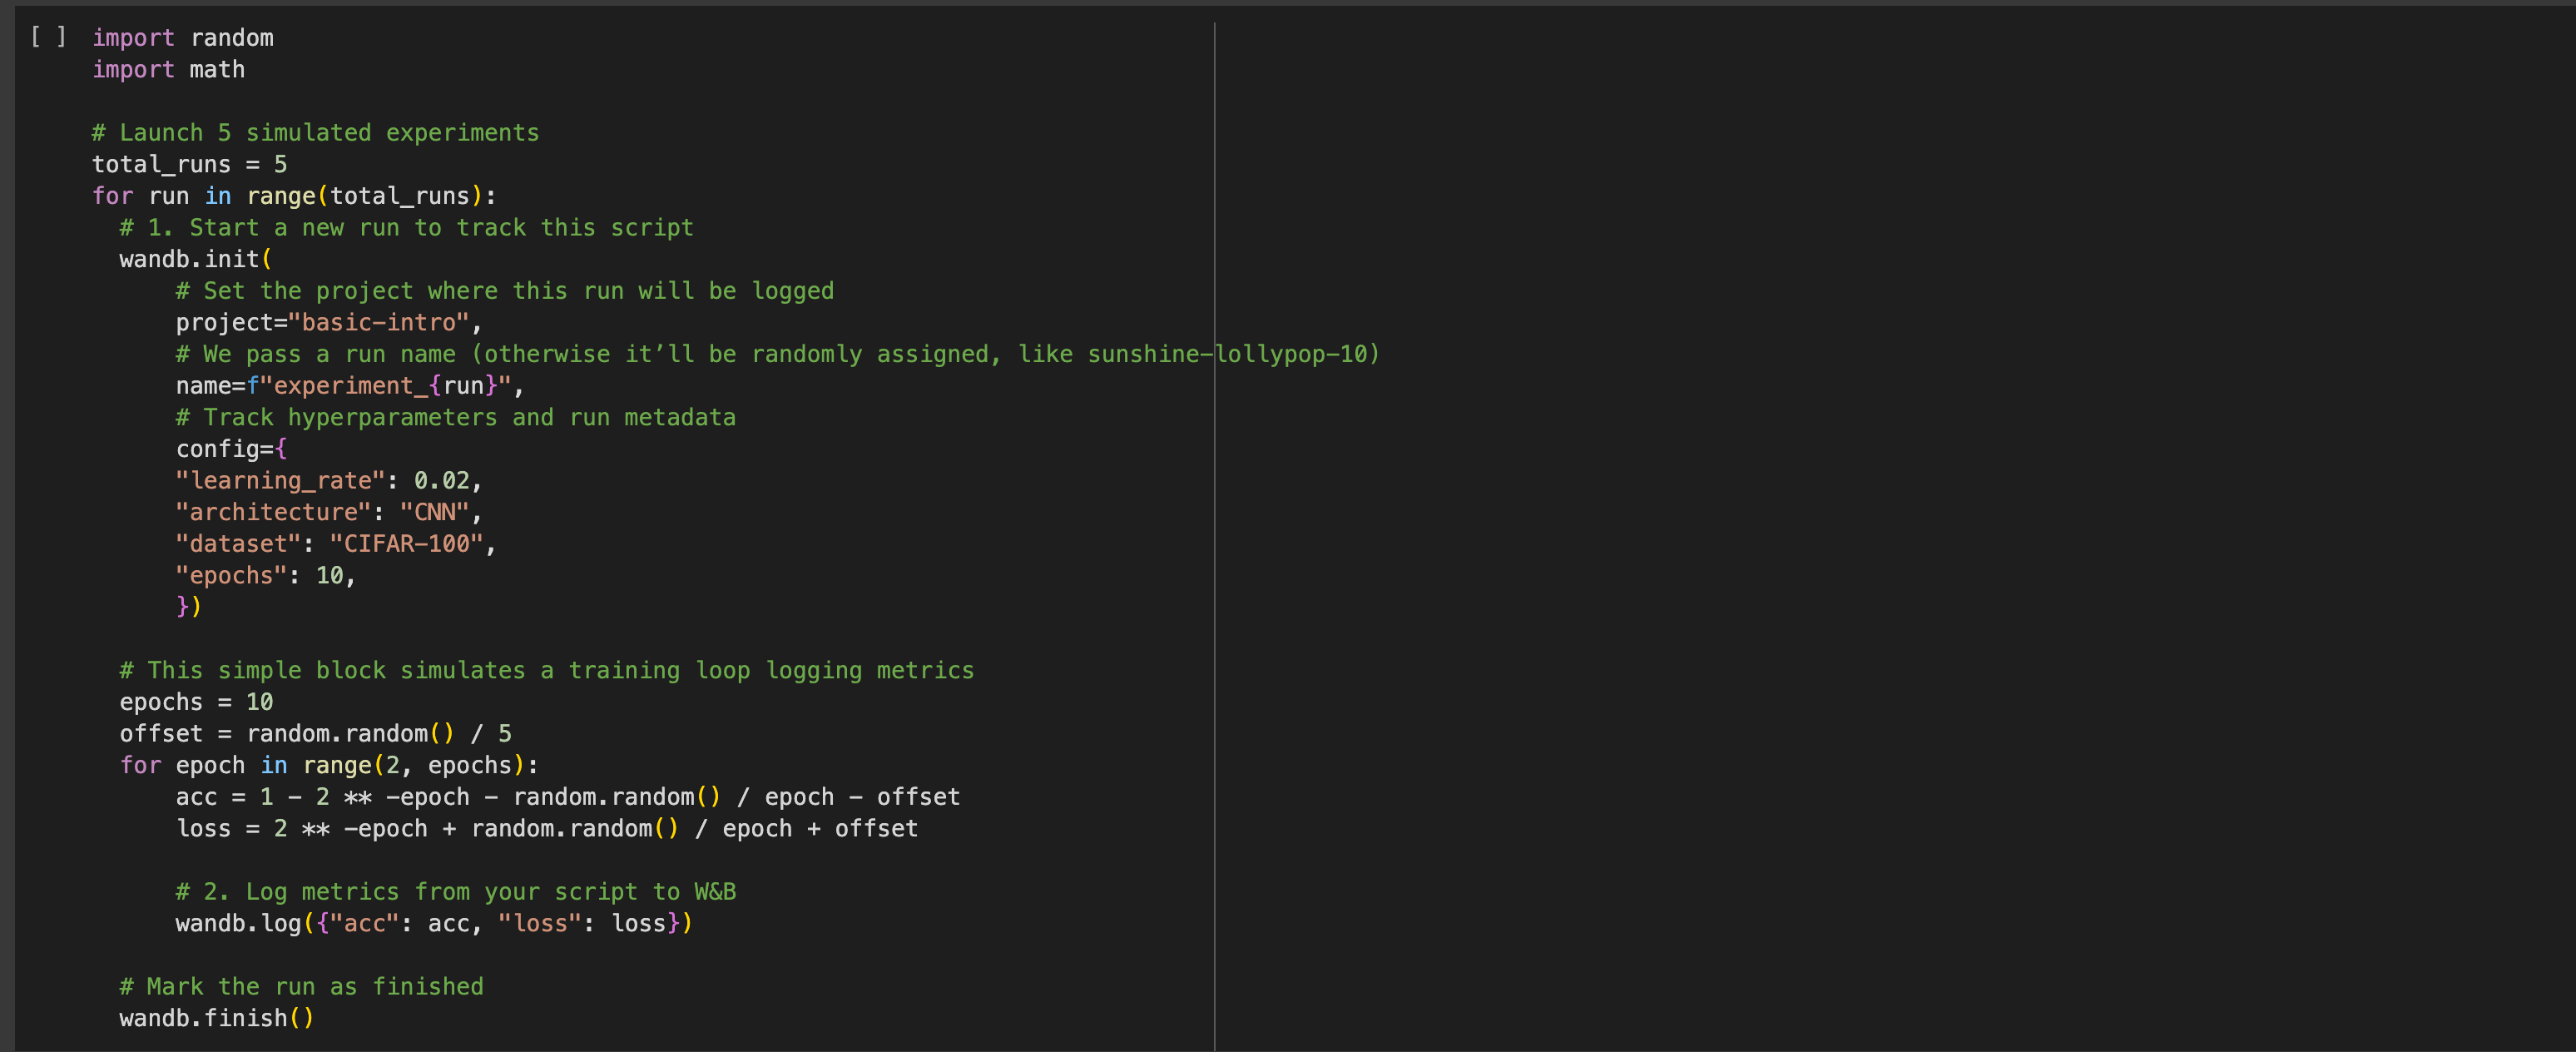 [ ] import random
import math
# Launch 5 simulated experiments
total_runs = 5
for run in range(total_runs):
  # 1. Start a new run to track this script
  wandb.init(
      # Set the project where this run will be logged
      project="basic-intro",
      # We pass a run name (otherwise it’ll be randomly assigned, like sunshine-lollypop-10)
      name=f"experiment_{run}",
      # Track hyperparameters and run metadata
      config={
      "learning_rate": 0.02,
      "architecture": "CNN",
      "dataset": "CIFAR-100",
      "epochs": 10,
      })
  # This simple block simulates a training loop logging metrics
  epochs = 10
  offset = random.random() / 5
  for epoch in range(2, epochs):
      acc = 1 - 2 ** -epoch - random.random() / epoch - offset
      loss = 2 ** -epoch + random.random() / epoch + offset
      # 2. Log metrics from your script to W&B
      wandb.log({"acc": acc, "loss": loss})
  # Mark the run as finished
  wandb.finish()